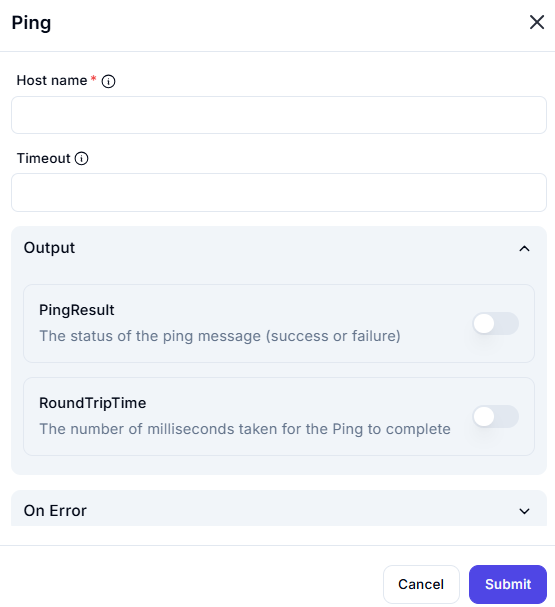 Ping
Host name *
Timeout
Output
PingResult
The status of the ping message (success or failure)
RoundTripTime
The number of milliseconds taken for the Ping to complete
On Error
Cancel Submit